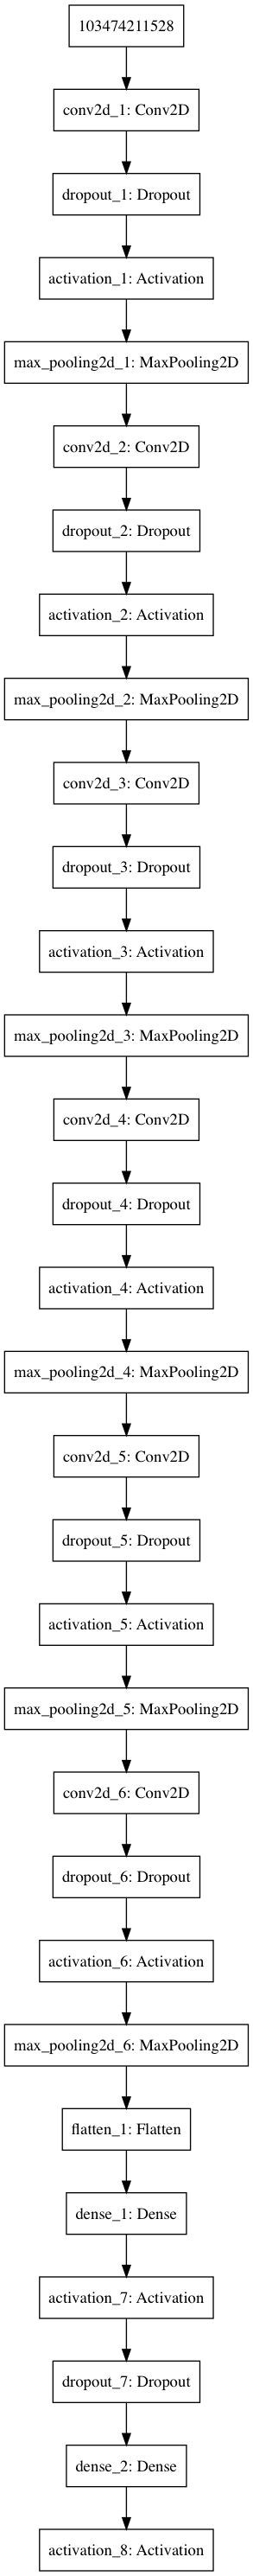 103474211528
conv2d_1: Conv2D
dropout_1: Dropout
activation_1: Activation
max_pooling2d_1: MaxPooling2D
conv2d_2: Conv2D
dropout_2: Dropout
activation_2: Activation
max_pooling2d_2: MaxPooling2D
conv2d_3: Conv2D
dropout_3: Dropout
activation_3: Activation
max_pooling2d_3: MaxPooling2D
conv2d_4: Conv2D
dropout_4: Dropout
activation_4: Activation
max_pooling2d_4: MaxPooling2D
conv2d_5: Conv2D
dropout_5: Dropout
activation_5: Activation
max_pooling2d_5: MaxPooling2D
conv2d_6: Conv2D
dropout_6: Dropout
activation_6: Activation
max_pooling2d_6: MaxPooling2D
flatten_1: Flatten
dense_1: Dense
activation_7: Activation
dropout_7: Dropout
dense_2: Dense
activation_8: Activation